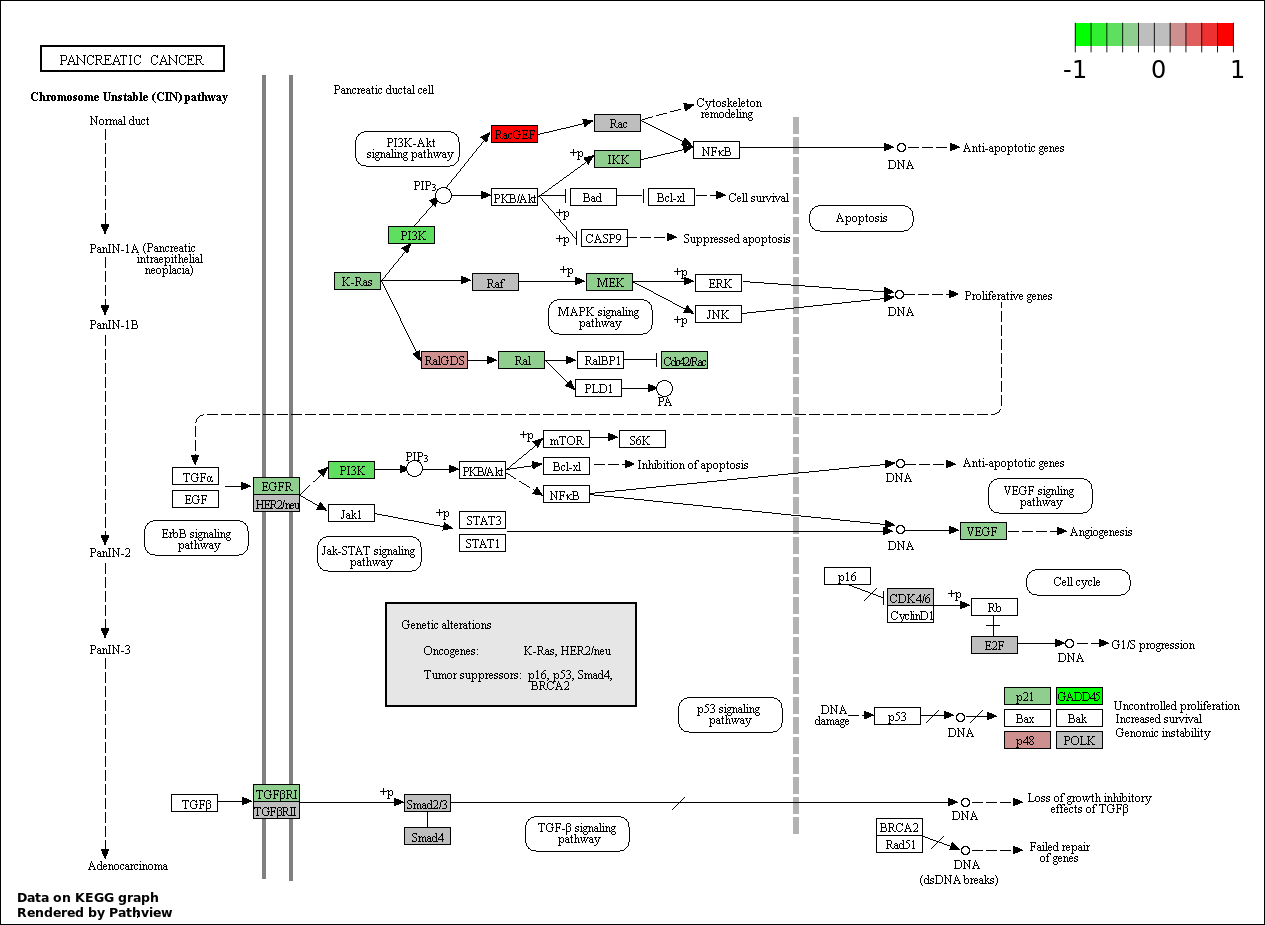 -1 0 1
PANCREATIC CANCER
Chromosome Unstable (CIN) pathway
Normal duct
PanIN-1A (Pancreatic
intraepithelial
neoplacia)
PanIN-1B
PanIN-2
PanIN-3
Adenocarcinoma
Pancreatic ductal cell
PI3K-Akt
signaling pathway
RacGEF
Rac
Cytoskeleton
remodeling
+p
IKK
NFκB
DNA
Anti-apoptotic genes
PIP3
PKB/Akt
Bad
Bcl-xl
Cell survival
+p
+p
CASP9
Suppressed apoptosis
Apoptosis
PI3K
K-Ras
Raf
+p
MEK
+p
ERK
MAPK signaling
pathway
+p
JNK
DNA
Proliferative genes
RalGDS
Ral
RalBP1
Cdc42/Rac
PLD1
PA
TGFα
EGF
EGFR
HER2/neu
ErbB signaling
pathway
PI3K
PIP3
PKB/Akt
+p
mTOR
S6K
Bcl-xl
Inhibition of apoptosis
NFκB
DNA
Anti-apoptotic genes
VEGF signling
pathway
Jak1
+p
STAT3
STAT1
Jak-STAT signaling
pathway
DNA
VEGF
Angiogenesis
p16
CDK4/6
CyclinD1
+p
Rb
Cell cycle
E2F
DNA
G1/S progression
Genetic alterations
Oncogenes: K-Ras, HER2/neu
Tumor suppressors: p16, p53, Smad4,
BRCA2
p53 signaling
pathway
DNA
damage
p53
DNA
p21
GADD45
Bax
Bak
p48
POLK
Uncontrolled proliferation
Increased survival
Genomic instability
TGFβ
TGFβRI
TGFβRII
+p
Smad2/3
Smad4
TGF-β signaling
pathway
DNA
Loss of growth inhibitory
effects of TGFβ
BRCA2
Rad51
DNA
(dsDNA breaks)
Failed repair
of genes
Data on KEGG graph
Rendered by Pathview